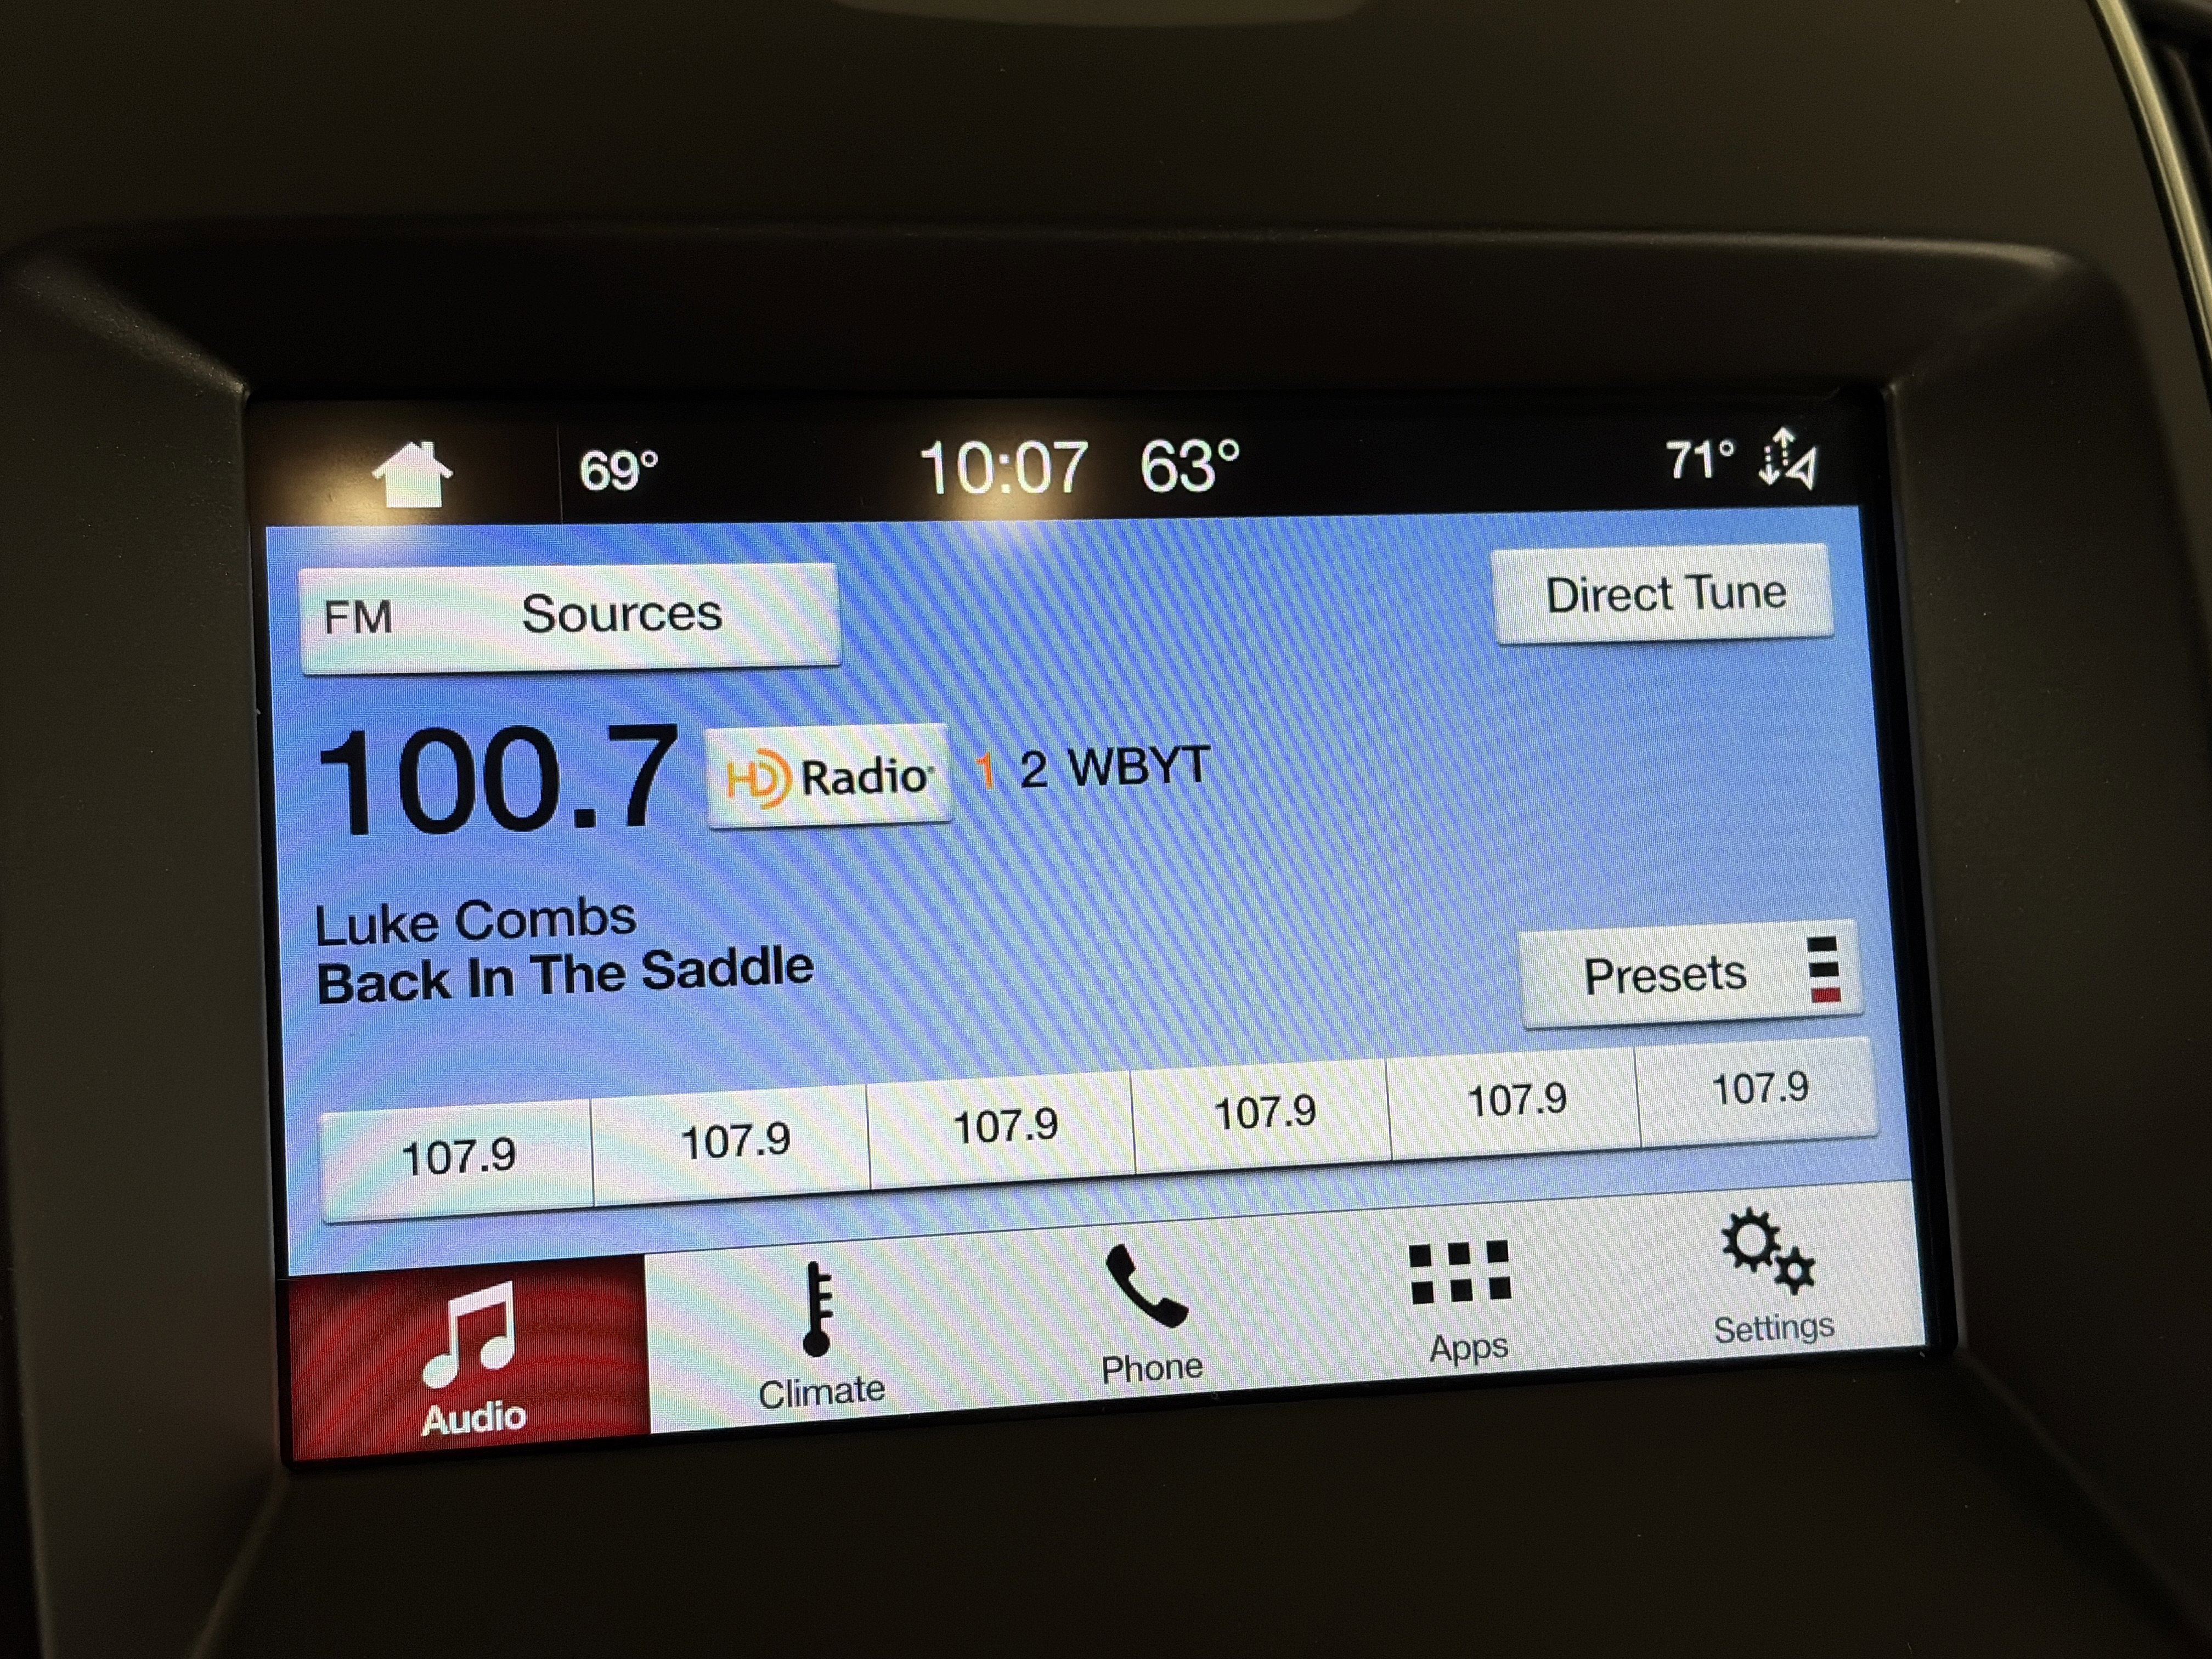 69° 10:07 63° 71°
FM Sources Direct Tune
100.7 HD Radio 1 2 WBYT
Luke Combs
Back In The Saddle
Presets
107.9 107.9 107.9 107.9 107.9 107.9
Audio Climate Phone Apps Settings